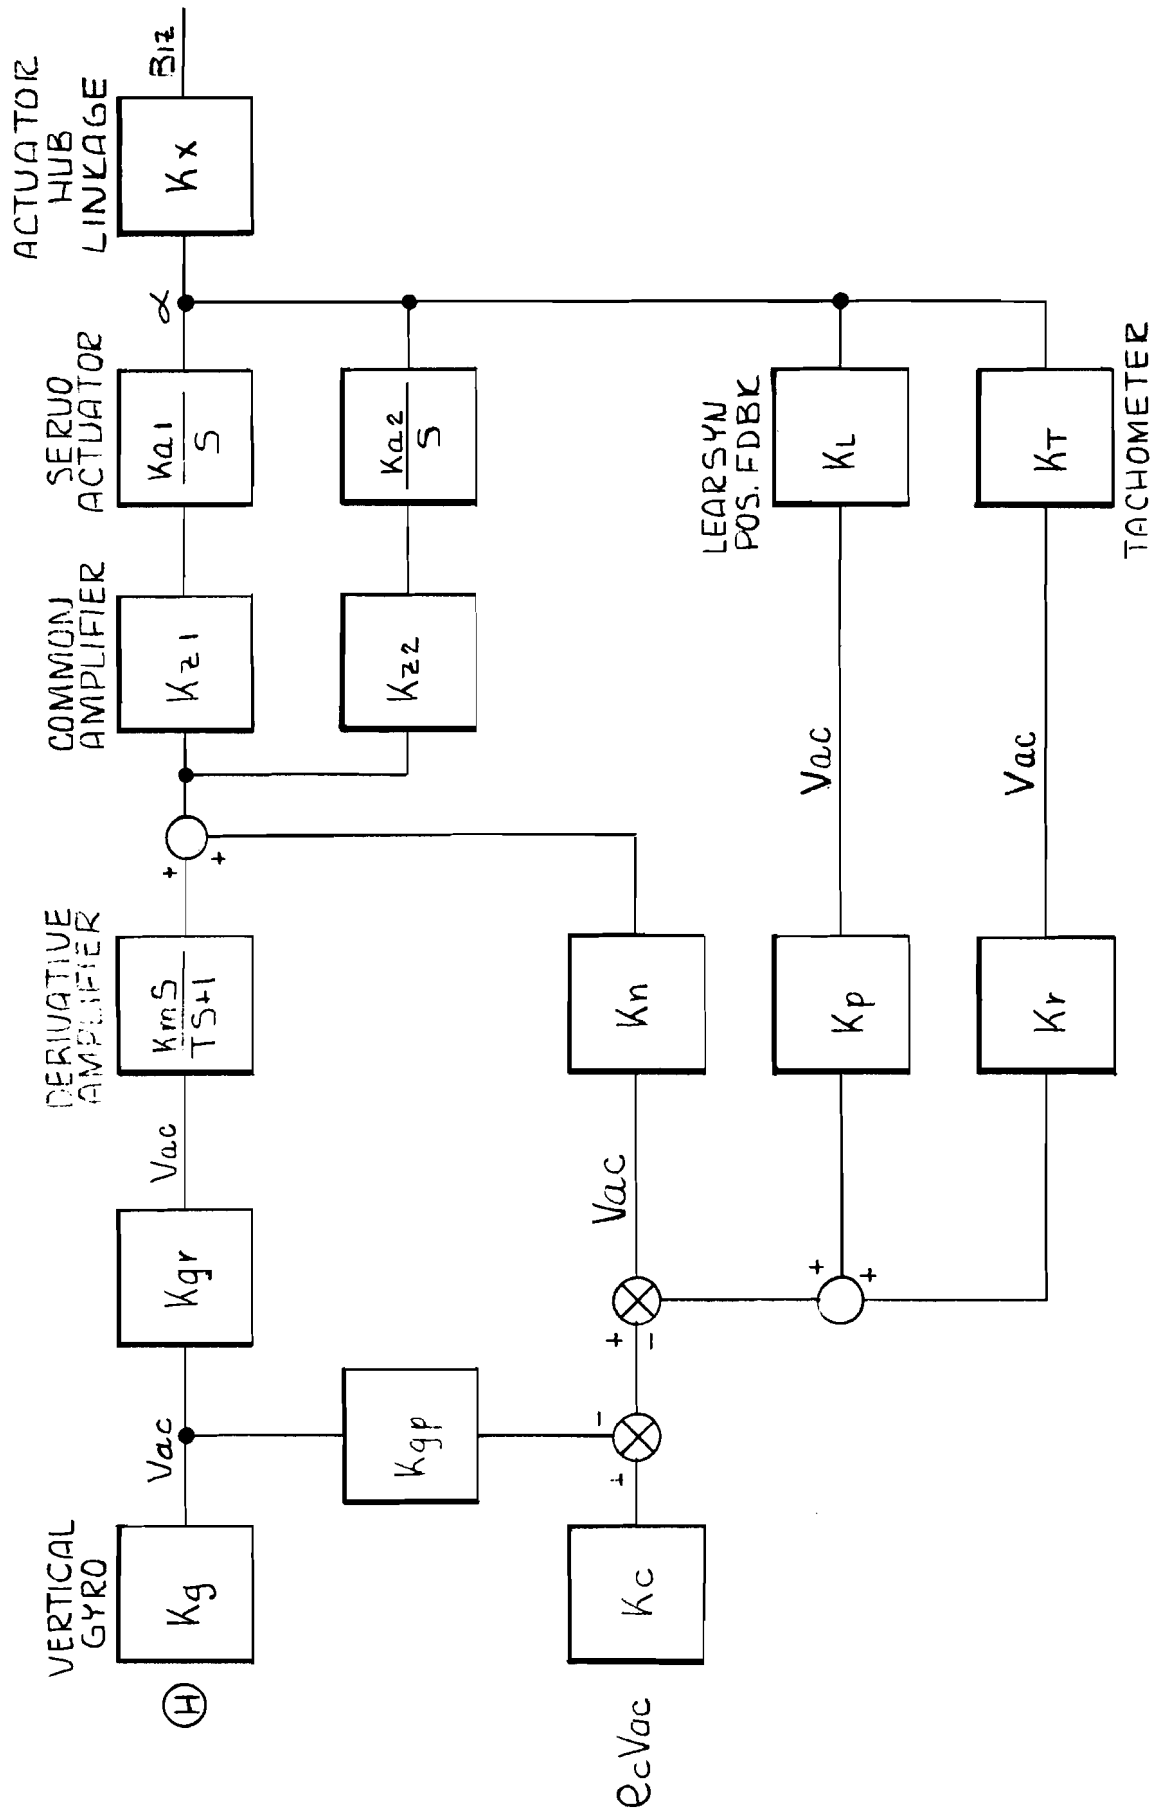 VERTICAL
GYRO
DERIVATIVE
AMPLIFIER
COMMON
AMPLIFIER
SERVO
ACTUATOR
ACTUATOR
HUB
LINKAGE
H
Kg
Vac
Kgr
Vac
KmS
TS+1
+
+
Kz1
Ka1
S
α
Kx
B1z
Kgp
Kz2
Ka2
S
ecVac
Kc
+
-
+
-
Vac
Kn
LEARSYN
POS. FDBK
+
+
Kp
Vac
KL
Kr
Vac
KT
TACHOMETER